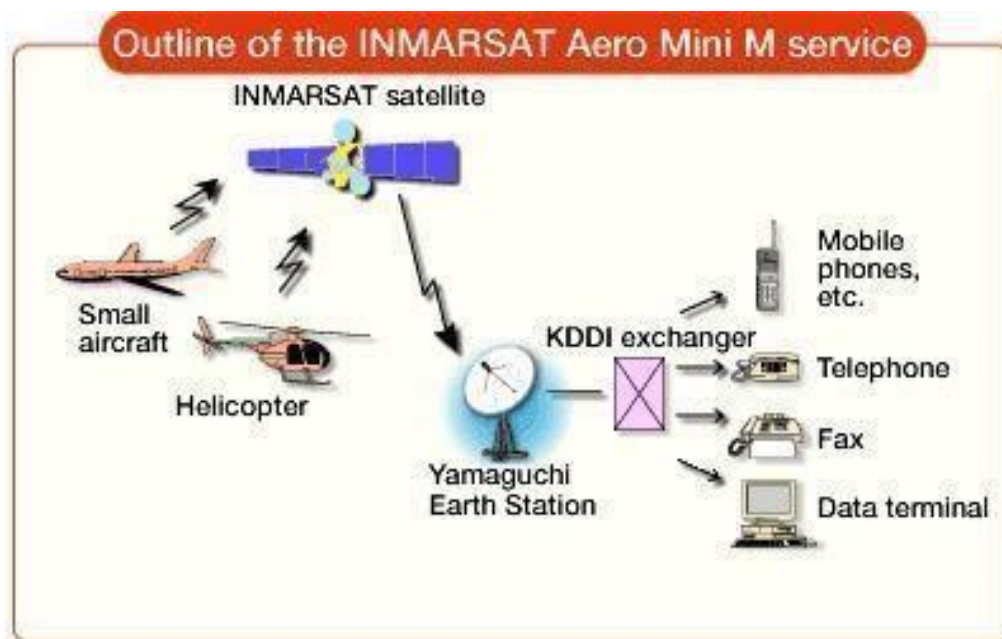 Outline of the INMARSAT Aero Mini M service
INMARSAT satellite
Small
aircraft
Helicopter
Yamaguchi
Earth Station
KDDI exchanger
Mobile
phones,
etc.
Telephone
Fax
Data terminal